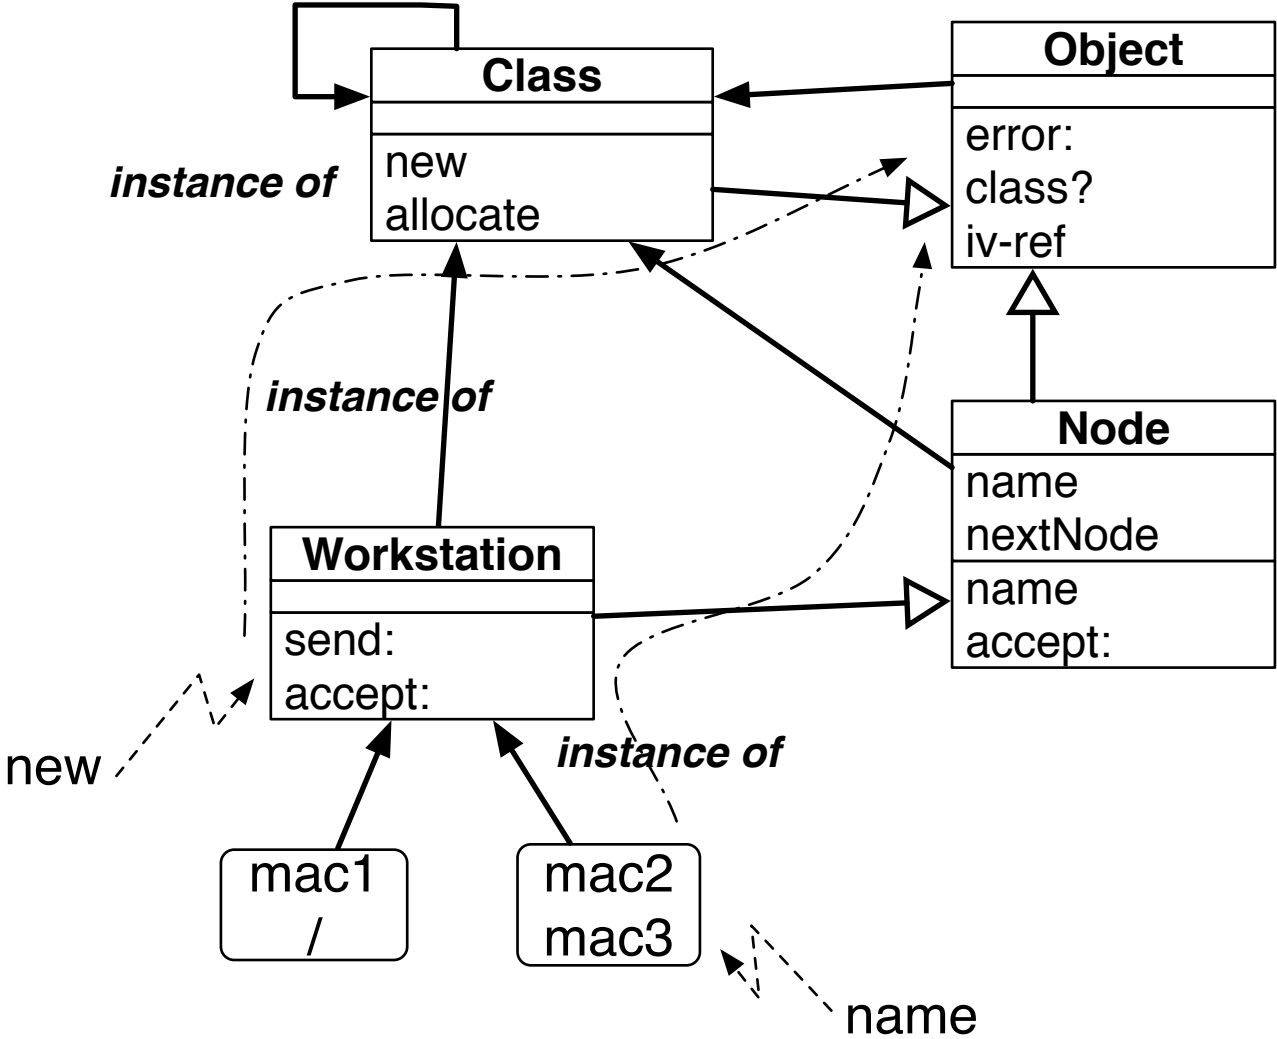 Class
new
allocate
Object
error:
class?
iv-ref
instance of
instance of
Node
name
nextNode
name
accept:
Workstation
send:
accept:
new
instance of
mac1
/
mac2
mac3
name